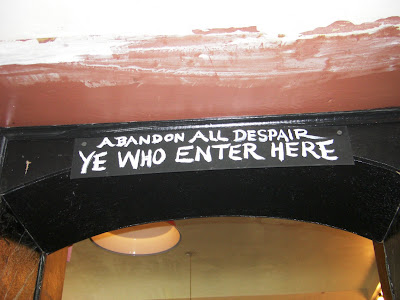 ABANDON ALL DESPAIR
YE WHO ENTER HERE